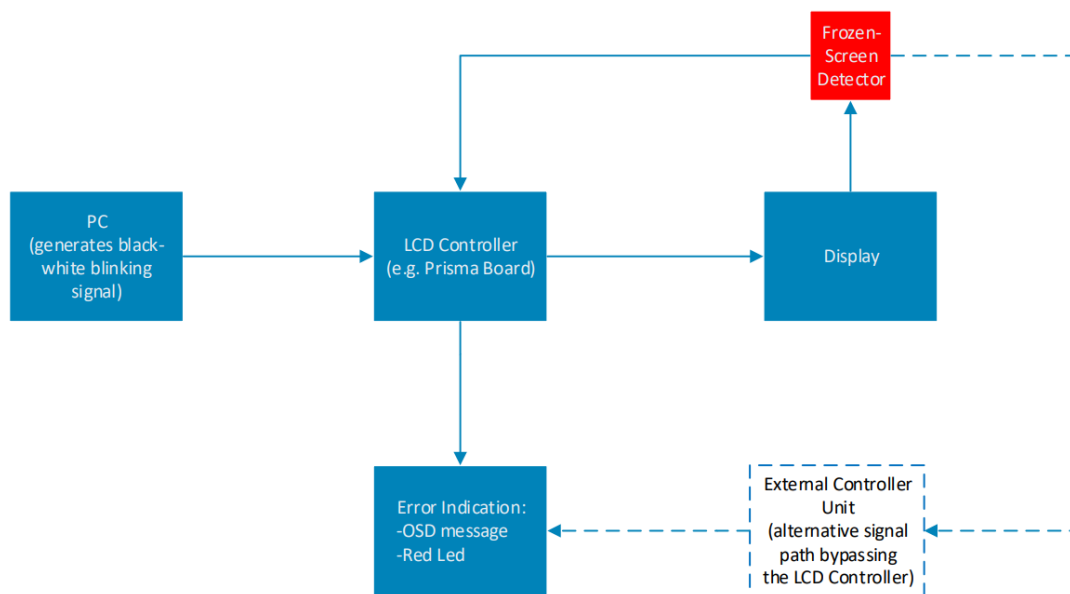 Frozen-
Screen
Detector
PC
(generates black-
white blinking
signal)
LCD Controller
(e.g. Prisma Board)
Display
Error Indication:
-OSD message
-Red Led
External Controller
Unit
(alternative signal
path bypassing
the LCD Controller)